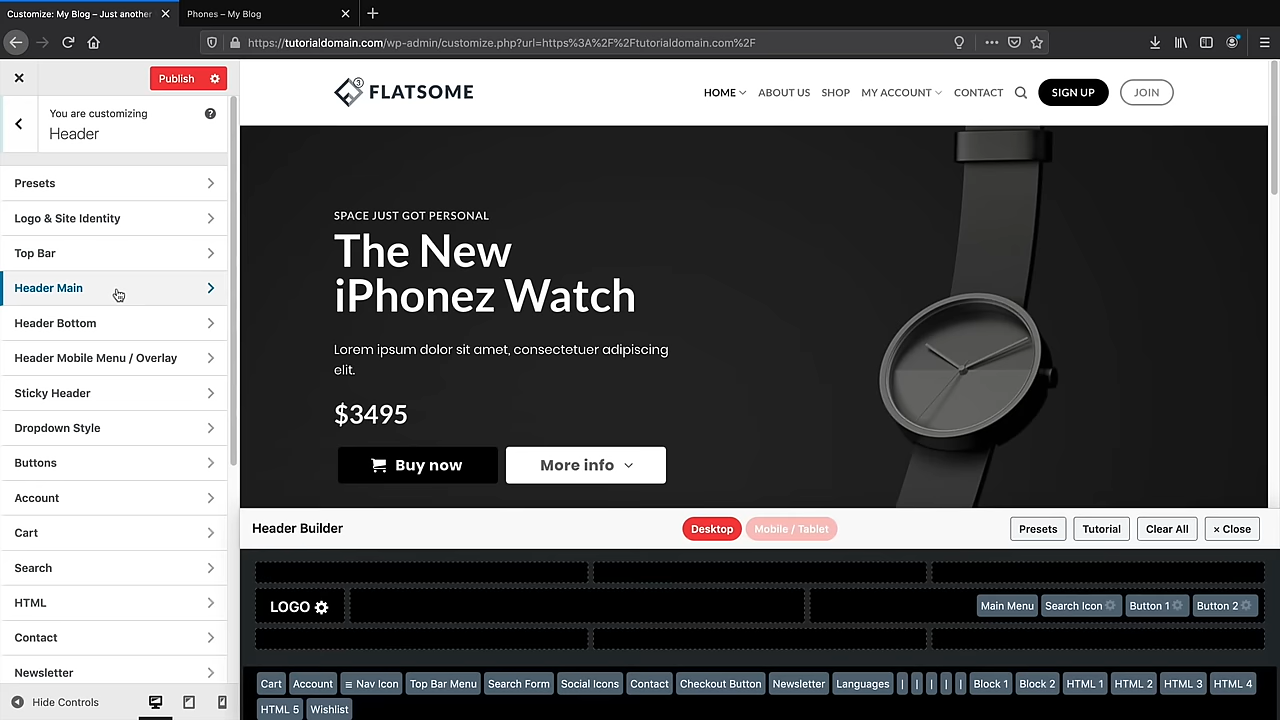 Customize: My Blog – Just another
Phones – My Blog
https://tutorialdomain.com/wp-admin/customize.php?url=https%3A%2F%2Ftutorialdomain.com%2F
Publish
You are customizing
Header
Presets
Logo & Site Identity
Top Bar
Header Main
Header Bottom
Header Mobile Menu / Overlay
Sticky Header
Dropdown Style
Buttons
Account
Cart
Search
HTML
Contact
Newsletter
Hide Controls
3
FLATSOME
HOME ABOUT US SHOP MY ACCOUNT CONTACT SIGN UP JOIN
SPACE JUST GOT PERSONAL
The New
iPhonez Watch
Lorem ipsum dolor sit amet, consectetuer adipiscing
elit.
$3495
Buy now More info
Header Builder Desktop Mobile / Tablet Presets Tutorial Clear All × Close
LOGO Main Menu Search Icon Button 1 Button 2
Cart Account ≡ Nav Icon Top Bar Menu Search Form Social Icons Contact Checkout Button Newsletter Languages | | | | | Block 1 Block 2 HTML 1 HTML 2 HTML 3 HTML 4
HTML 5 Wishlist